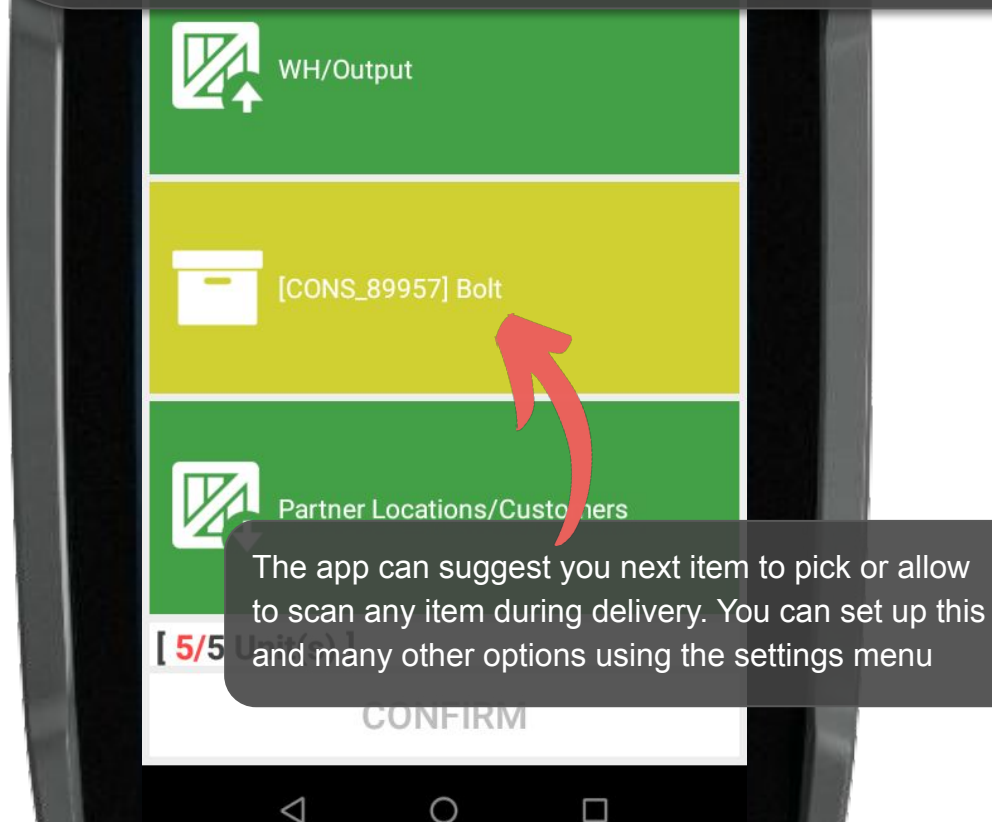 WH/Output
[CONS_89957] Bolt
Partner Locations/Customers
The app can suggest you next item to pick or allow
to scan any item during delivery. You can set up this
and many other options using the settings menu
[ 5/5 Unit(s) ]
CONFIRM